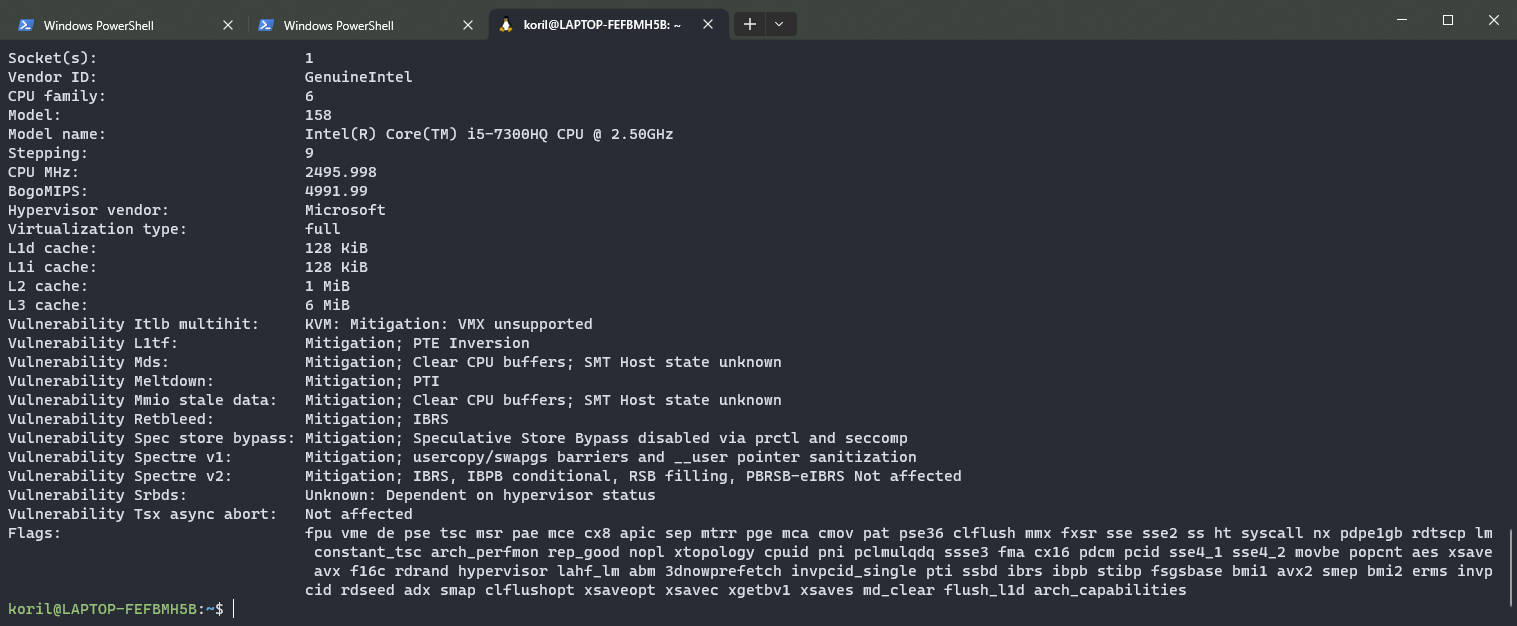 Windows PowerShell
Windows PowerShell
koril@LAPTOP-FEFBMH5B: ~
Socket(s): 1
Vendor ID: GenuineIntel
CPU family: 6
Model: 158
Model name: Intel(R) Core(TM) i5-7300HQ CPU @ 2.50GHz
Stepping: 9
CPU MHz: 2495.998
BogoMIPS: 4991.99
Hypervisor vendor: Microsoft
Virtualization type: full
L1d cache: 128 KiB
L1i cache: 128 KiB
L2 cache: 1 MiB
L3 cache: 6 MiB
Vulnerability Itlb multihit: KVM: Mitigation: VMX unsupported
Vulnerability L1tf: Mitigation; PTE Inversion
Vulnerability Mds: Mitigation; Clear CPU buffers; SMT Host state unknown
Vulnerability Meltdown: Mitigation; PTI
Vulnerability Mmio stale data: Mitigation; Clear CPU buffers; SMT Host state unknown
Vulnerability Retbleed: Mitigation; IBRS
Vulnerability Spec store bypass: Mitigation; Speculative Store Bypass disabled via prctl and seccomp
Vulnerability Spectre v1: Mitigation; usercopy/swapgs barriers and __user pointer sanitization
Vulnerability Spectre v2: Mitigation; IBRS, IBPB conditional, RSB filling, PBRSB-eIBRS Not affected
Vulnerability Srbds: Unknown: Dependent on hypervisor status
Vulnerability Tsx async abort: Not affected
Flags: fpu vme de pse tsc msr pae mce cx8 apic sep mtrr pge mca cmov pat pse36 clflush mmx fxsr sse sse2 ss ht syscall nx pdpe1gb rdtscp lm
constant_tsc arch_perfmon rep_good nopl xtopology cpuid pni pclmulqdq ssse3 fma cx16 pdcm pcid sse4_1 sse4_2 movbe popcnt aes xsave
avx f16c rdrand hypervisor lahf_lm abm 3dnowprefetch invpcid_single pti ssbd ibrs ibpb stibp fsgsbase bmi1 avx2 smep bmi2 erms invp
cid rdseed adx smap clflushopt xsaveopt xsavec xgetbv1 xsaves md_clear flush_l1d arch_capabilities
koril@LAPTOP-FEFBMH5B:~$